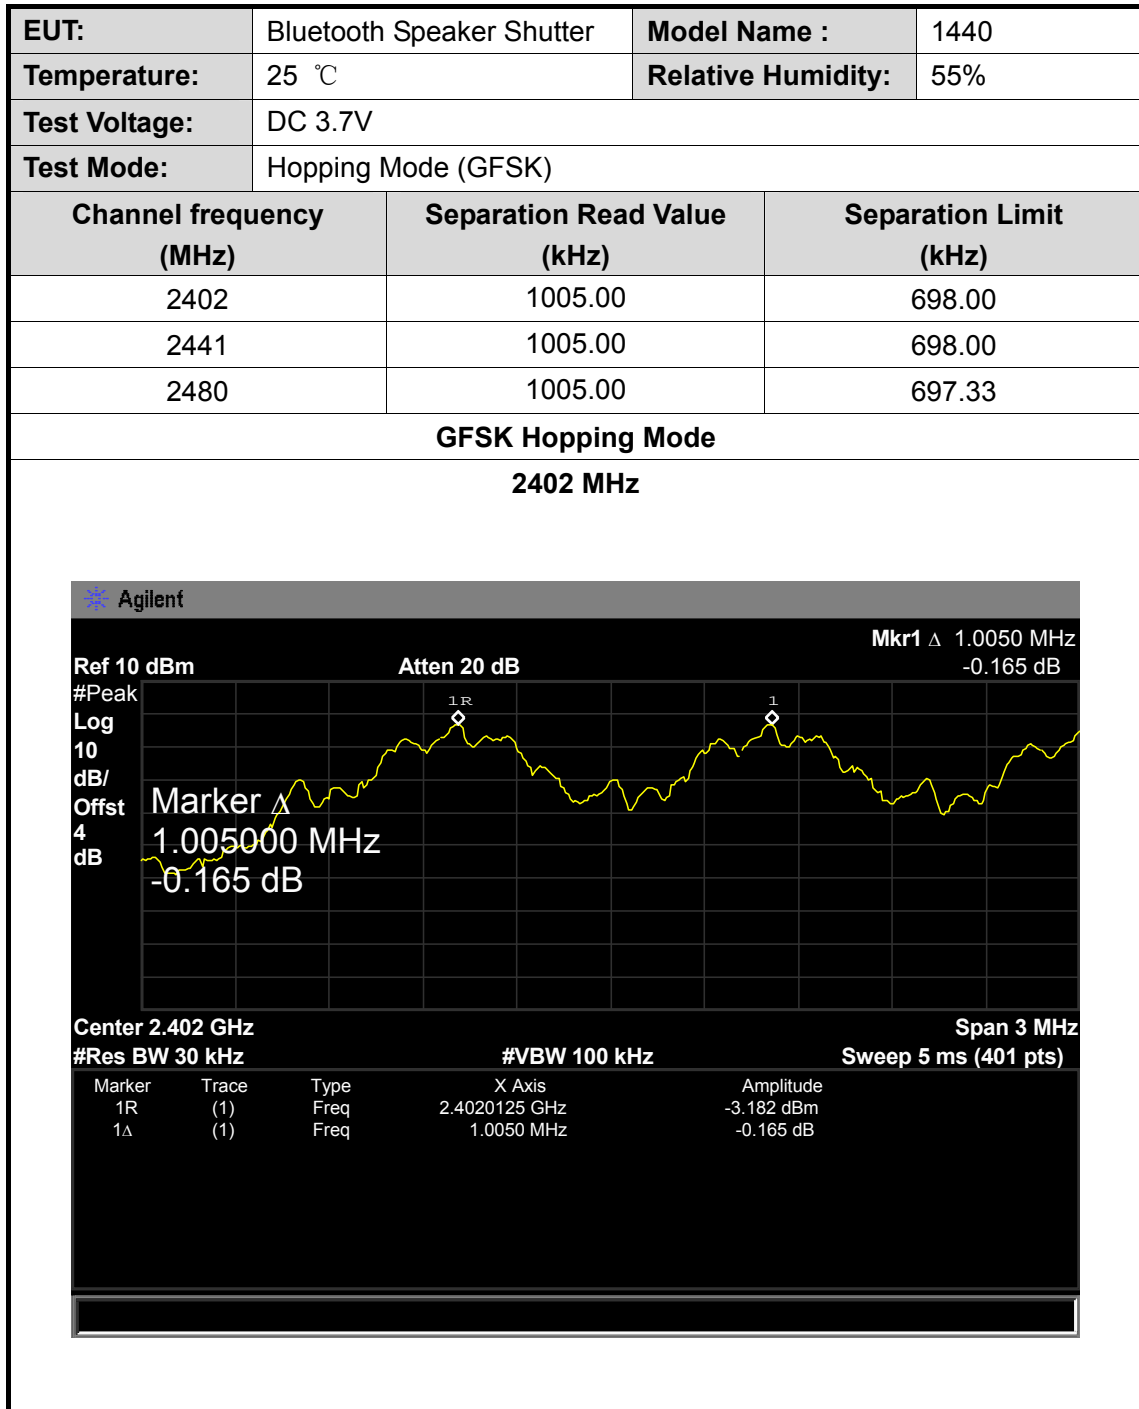 EUT: Bluetooth Speaker Shutter Model Name : 1440
Temperature: 25 ℃ Relative Humidity: 55%
Test Voltage: DC 3.7V
Test Mode: Hopping Mode (GFSK)
Channel frequency Separation Read Value Separation Limit
(MHz) (kHz) (kHz)
2402 1005.00 698.00
2441 1005.00 698.00
2480 1005.00 697.33
GFSK Hopping Mode
2402 MHz
Agilent
Mkr1 Δ 1.0050 MHz
Ref 10 dBm Atten 20 dB -0.165 dB
#Peak
Log
10
dB/
Offst
4
dB
1R 1
Marker Δ
1.005000 MHz
-0.165 dB
Center 2.402 GHz Span 3 MHz
#Res BW 30 kHz #VBW 100 kHz Sweep 5 ms (401 pts)
Marker Trace Type X Axis Amplitude
1R (1) Freq 2.4020125 GHz -3.182 dBm
1Δ (1) Freq 1.0050 MHz -0.165 dB